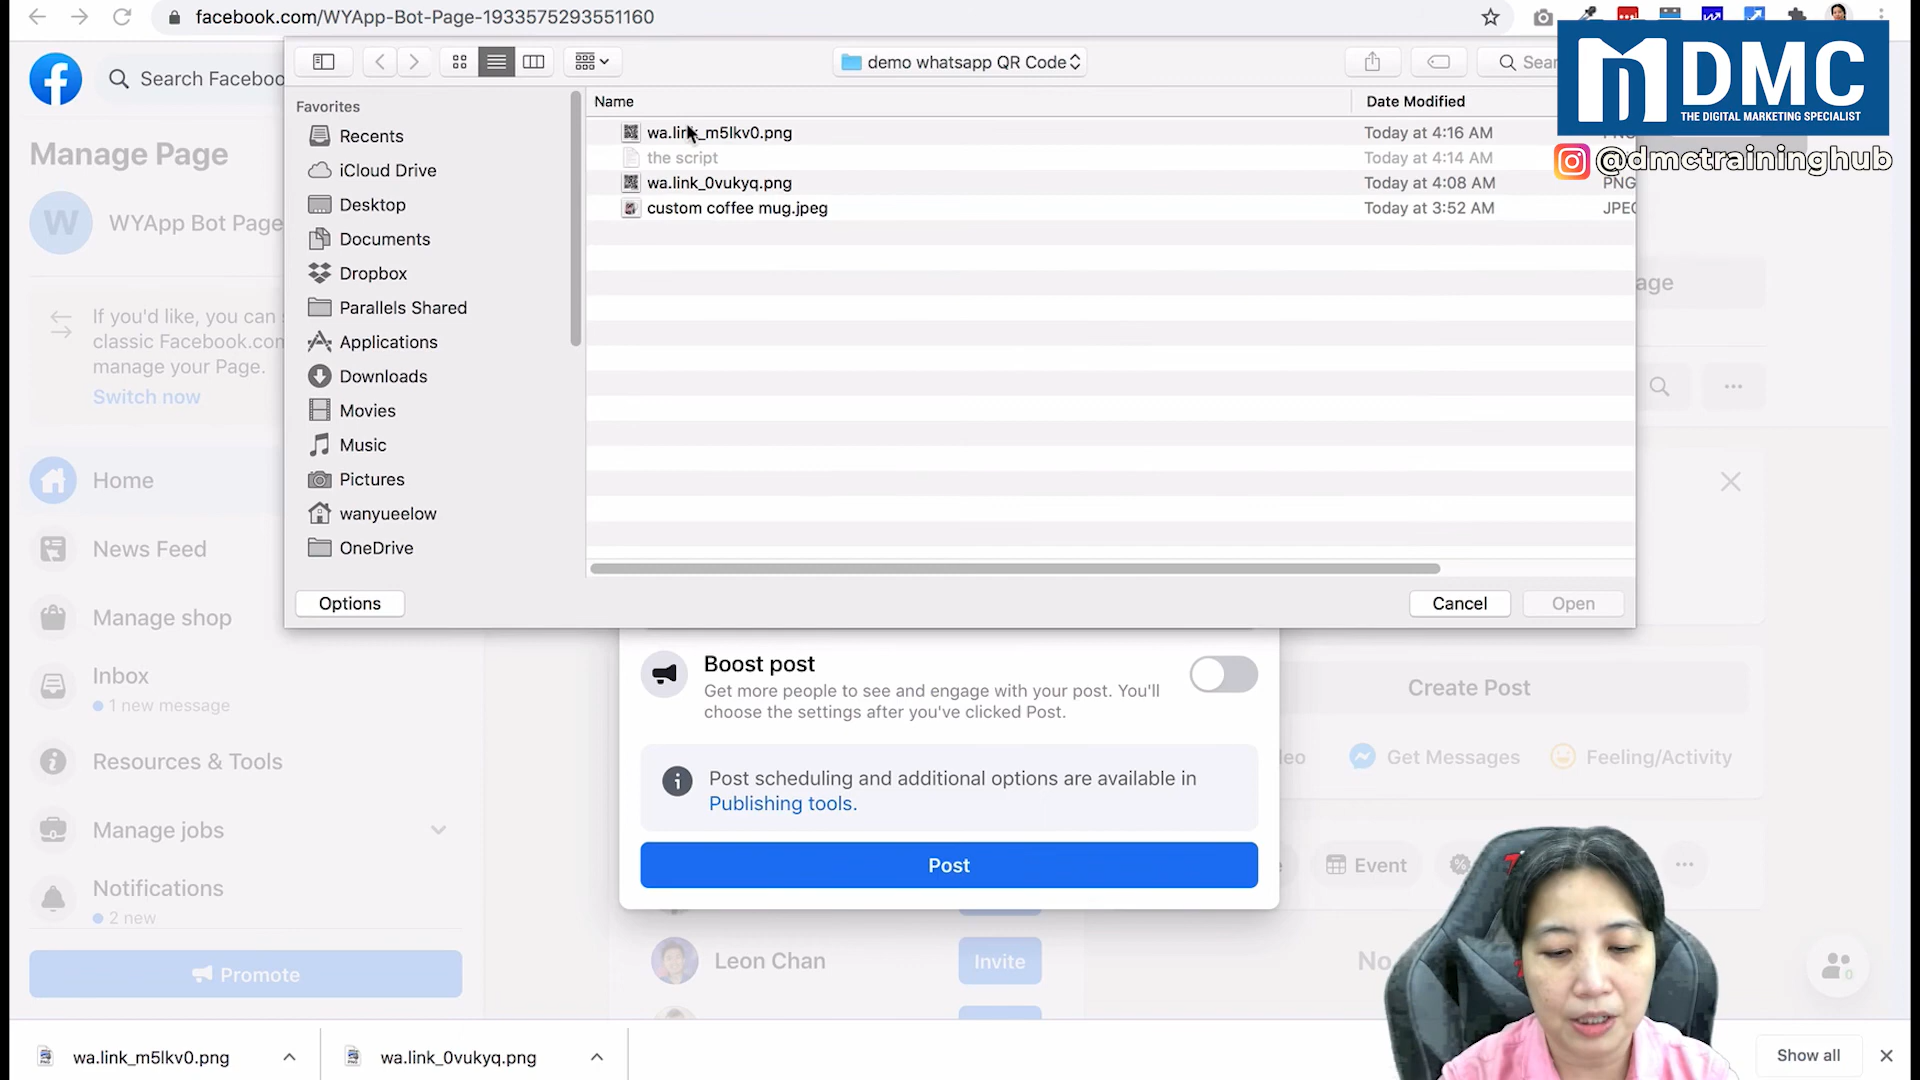 facebook.com/WYApp-Bot-Page-1933575293551160
Search Faceboo
demo whatsapp QR Code
Sear
DMC
THE DIGITAL MARKETING SPECIALIST
@dmctraininghub
Manage Page
W
WYApp Bot Page
If you'd like, you can
classic Facebook.com
manage your Page.
Switch now
Home
News Feed
Manage shop
Inbox
1 new message
Resources & Tools
Manage jobs
Notifications
2 new
Promote
Favorites
Recents
iCloud Drive
Desktop
Documents
Dropbox
Parallels Shared
Applications
Downloads
Movies
Music
Pictures
wanyueelow
OneDrive
Name
Date Modified
wa.link_m5lkv0.png
Today at 4:16 AM
the script
Today at 4:14 AM
wa.link_0vukyq.png
Today at 4:08 AM
PNG
custom coffee mug.jpeg
Today at 3:52 AM
JPEG
Options
Cancel
Open
age
Boost post
Get more people to see and engage with your post. You'll
choose the settings after you've clicked Post.
Post scheduling and additional options are available in
Publishing tools.
Post
Create Post
eo
Get Messages
Feeling/Activity
Event
Leon Chan
Invite
No
0
wa.link_m5lkv0.png
wa.link_0vukyq.png
Show all